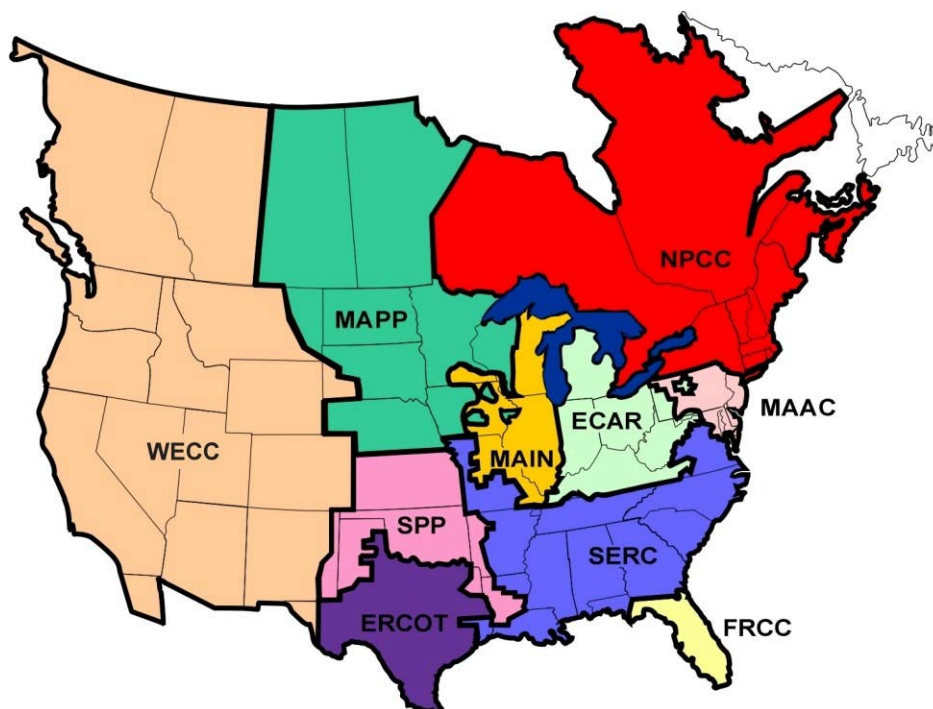 NPCC
MAPP
MAAC
ECAR
WECC
MAIN
SPP
SERC
ERCOT
FRCC